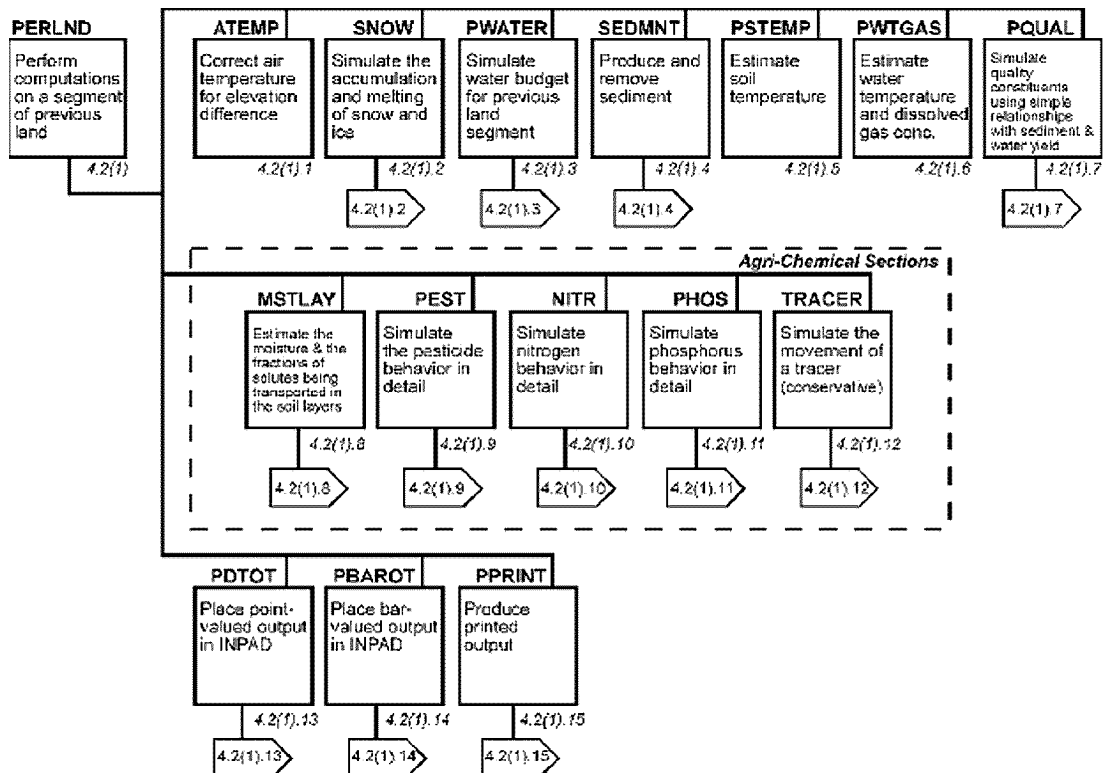 PERLND
Perform
computations
on a segment
of previous
land
4.2(1)
ATEMP
Correct air
temperature
for elevation
difference
4.2(1).1
SNOW
Simulate the
accumulation
and melting
of snow and
ice
4.2(1).2
4.2(1).2
PWATER
Simulate
water budget
for previous
land
segment
4.2(1).3
4.2(1).3
SEDMNT
Produce and
remove
sediment
4.2(1).4
4.2(1).4
PSTEMP
Estimate
soil
temperature
4.2(1).5
PWTGAS
Estimate
water
temperature
and dissolved
gas conc.
4.2(1).6
PQUAL
Simulate
quality
constituents
using simple
relationships
with sediment &
water yield
4.2(1).7
4.2(1).7
Agri-Chemical Sections
MSTLAY
Estimate the
moisture & the
fractions of
solutes being
transported in
the soil layers
4.2(1).8
4.2(1).8
PEST
Simulate
the pesticide
behavior in
detail
4.2(1).9
4.2(1).9
NITR
Simulate
nitrogen
behavior in
detail
4.2(1).10
4.2(1).10
PHOS
Simulate
phosphorus
behavior in
detail
4.2(1).11
4.2(1).11
TRACER
Simulate the
movement of
a tracer
(conservative)
4.2(1).12
4.2(1).12
PDTOT
Place point-
valued output
in INPAD
4.2(1).13
4.2(1).13
PBAROT
Place bar-
valued output
in INPAD
4.2(1).14
4.2(1).14
PPRINT
Produce
printed
output
4.2(1).15
4.2(1).15